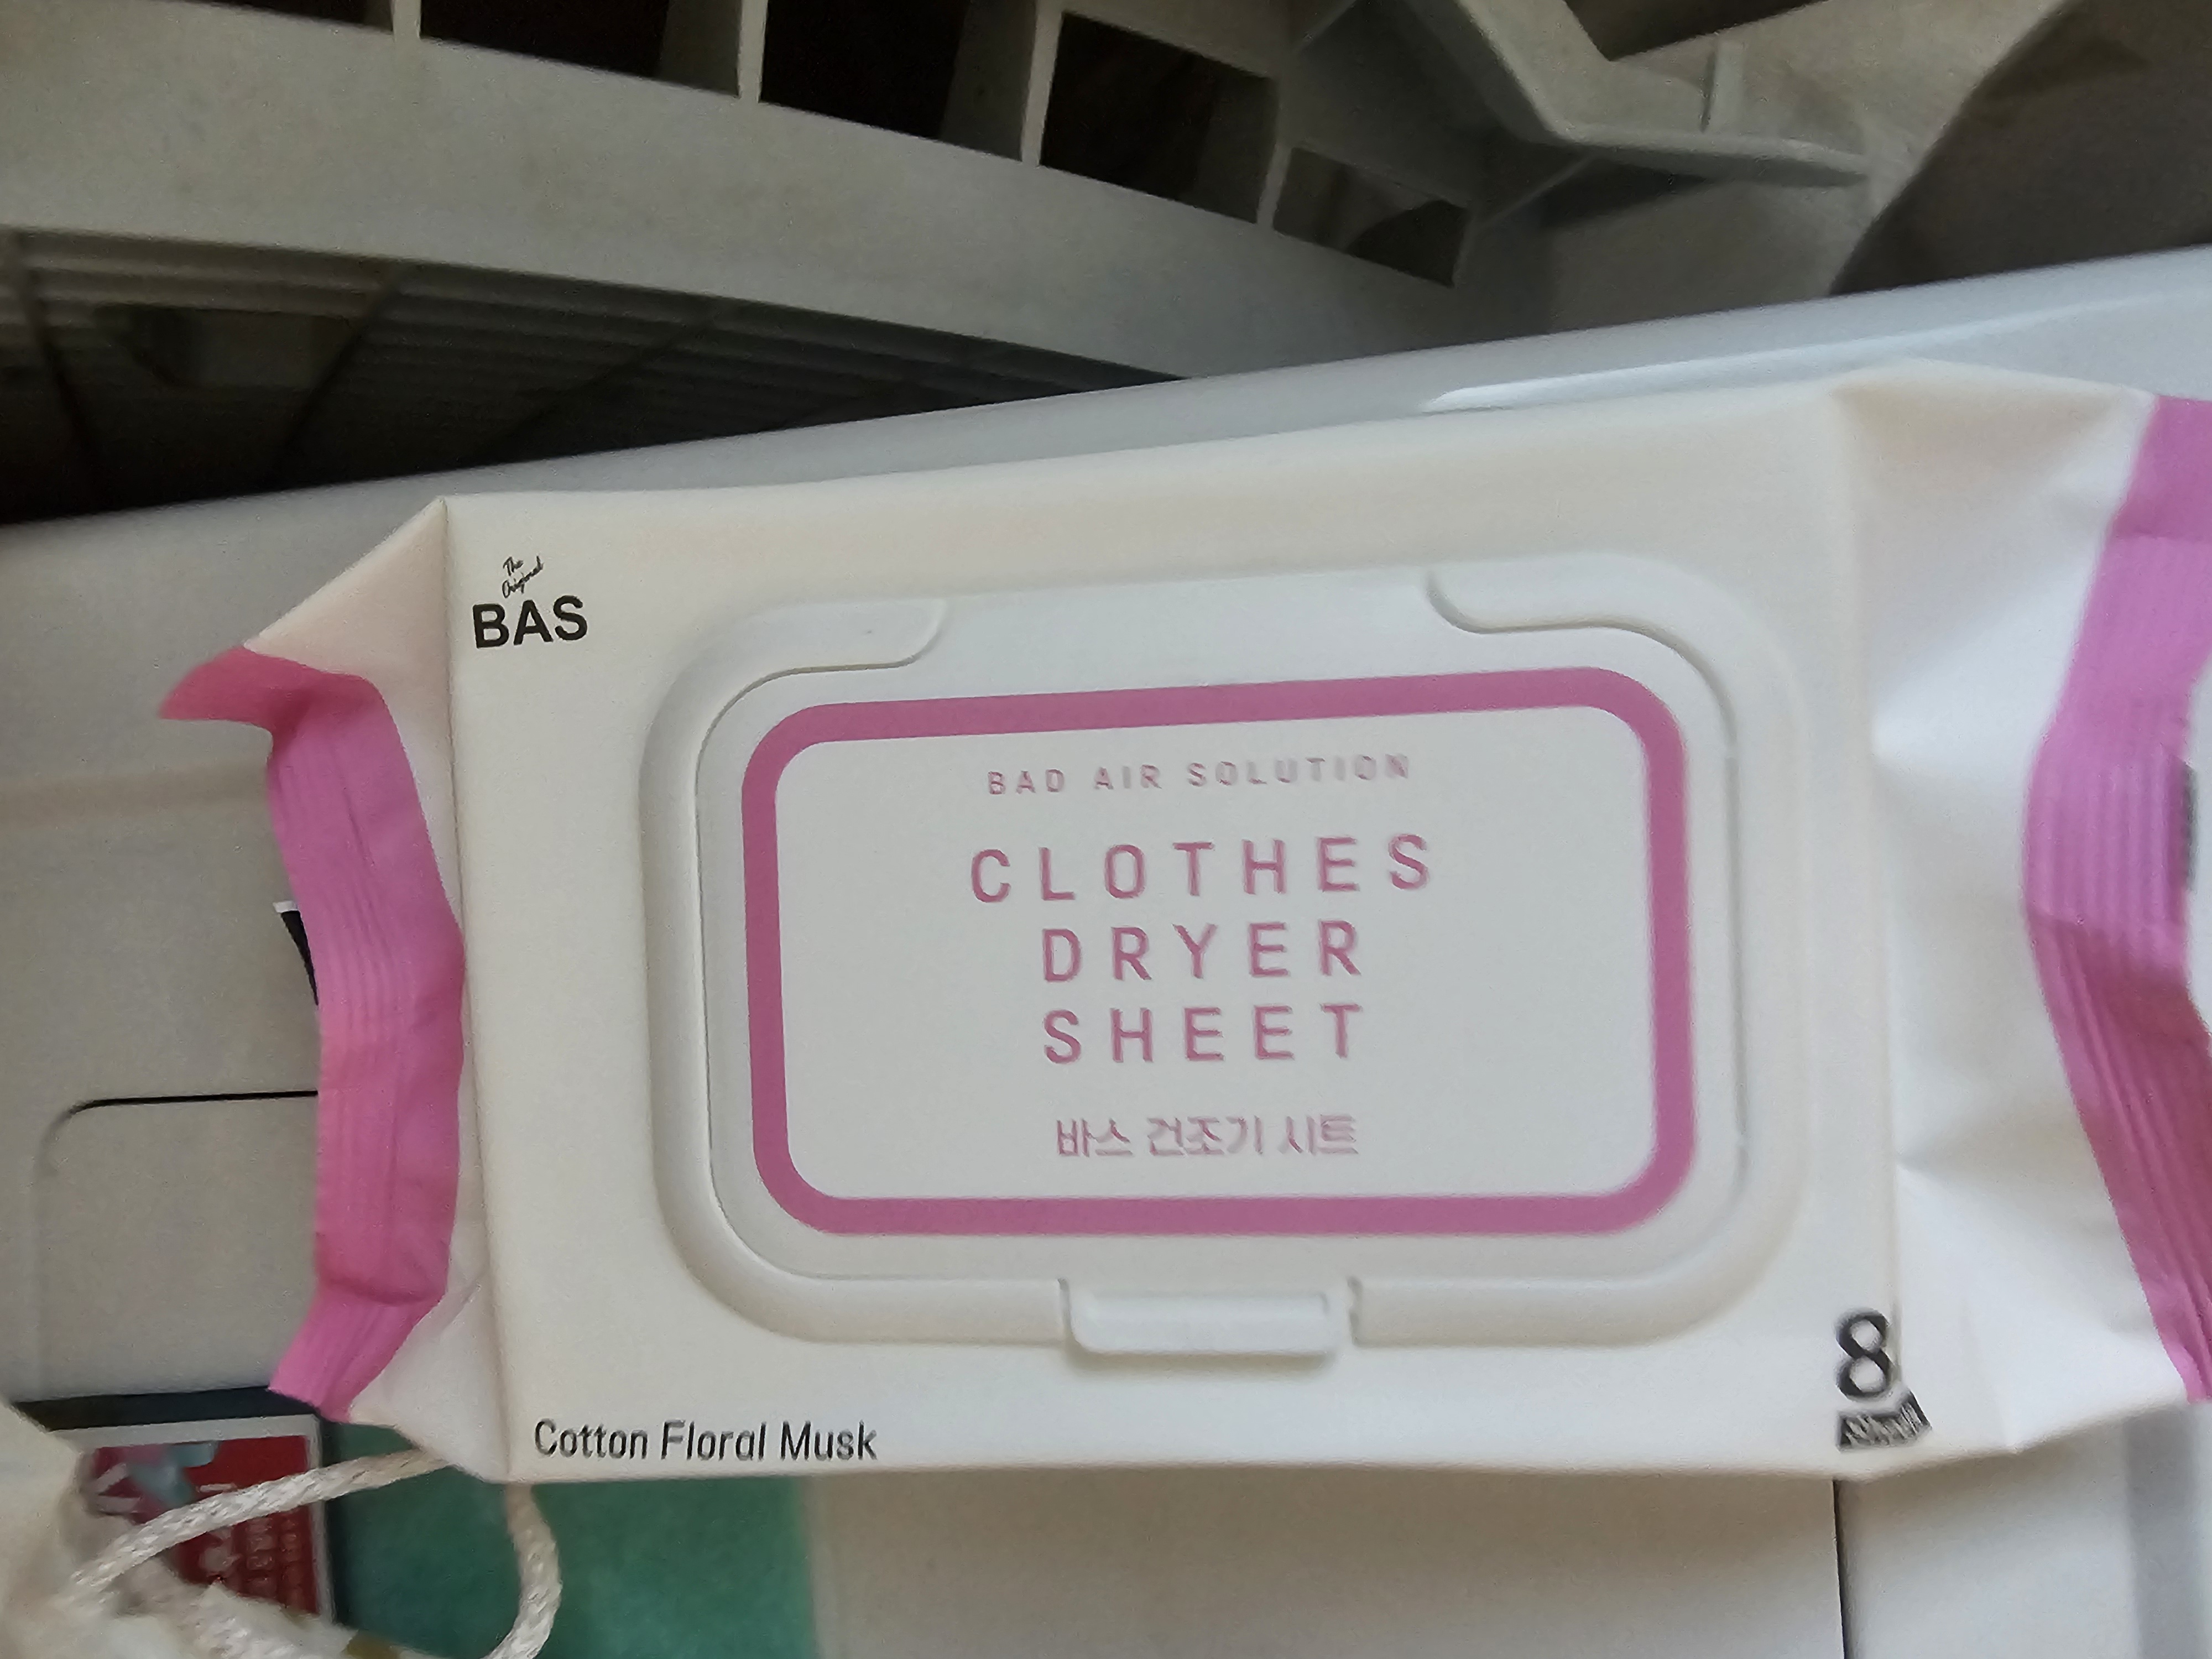 The
Original
BAS
BAD AIR SOLUTION
CLOTHES
DRYER
SHEET
바스 건조기 시트
Cotton Floral Musk